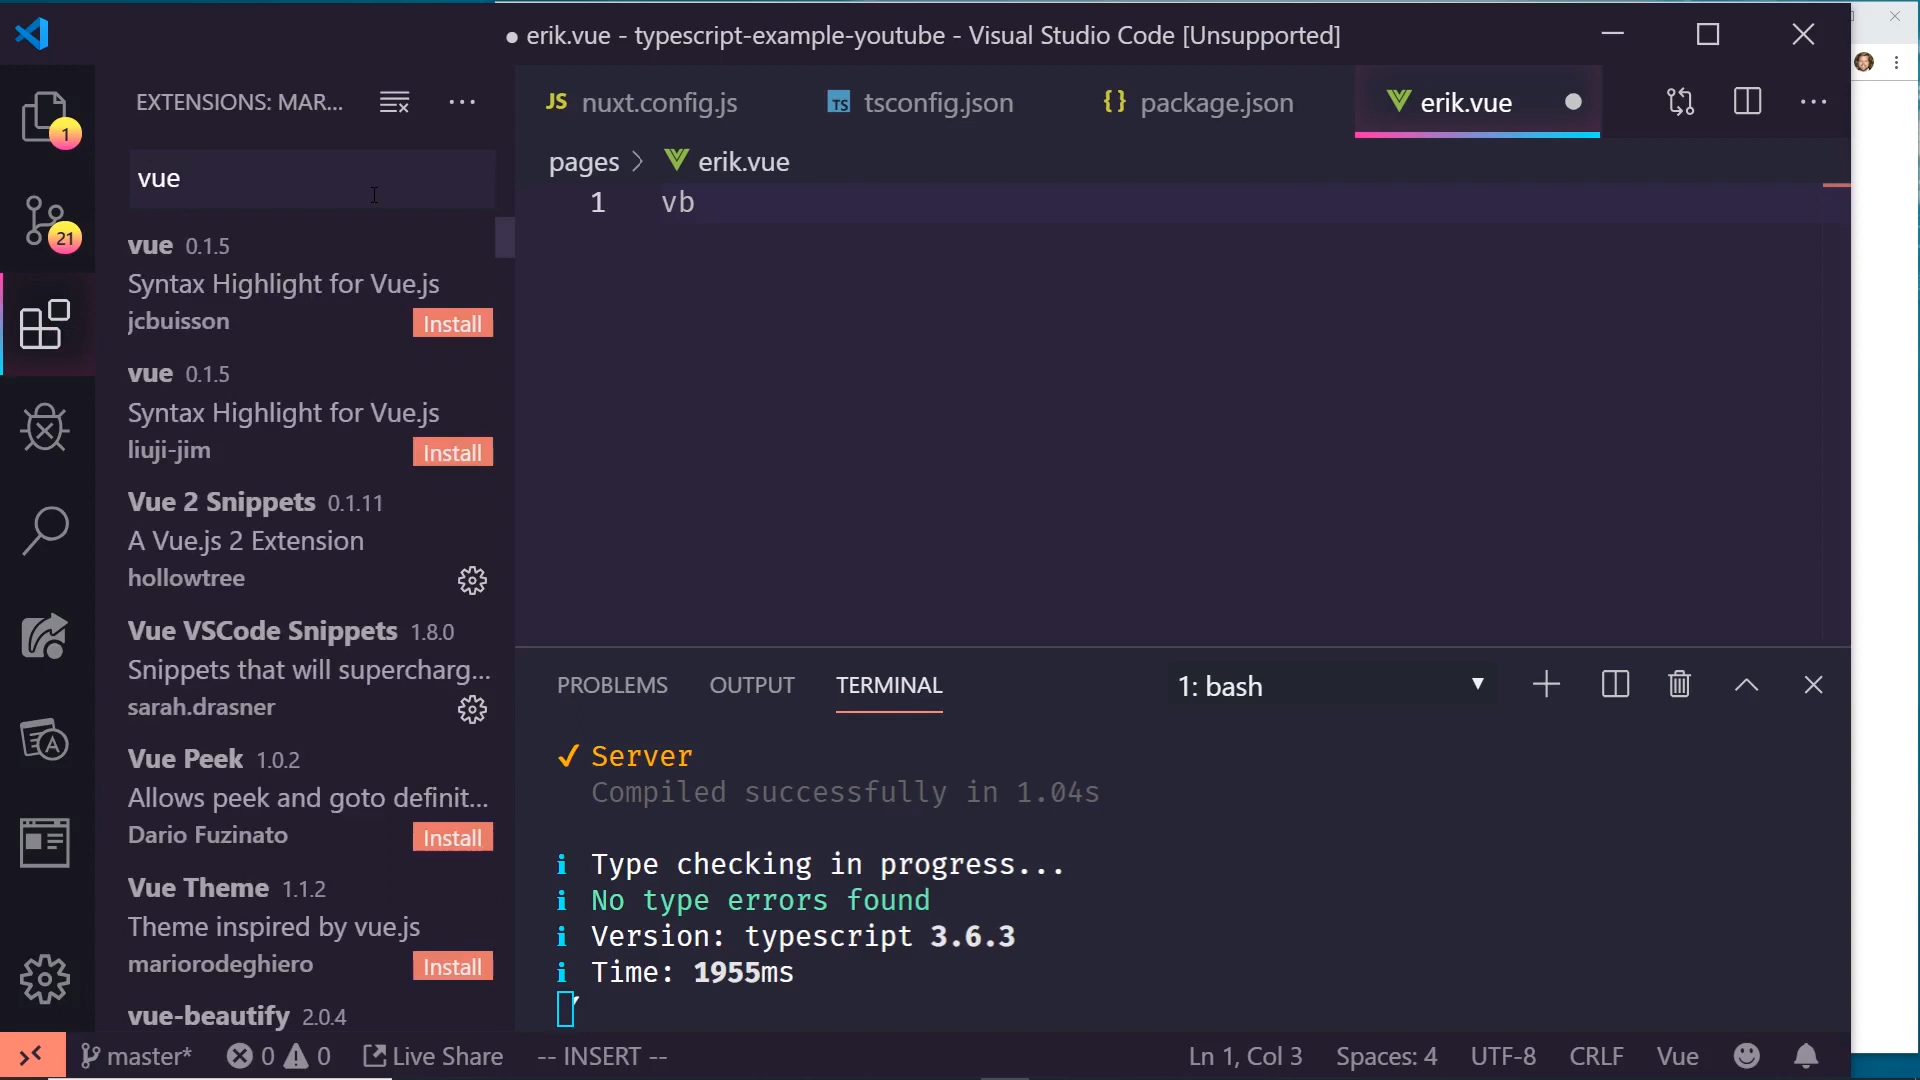 ● erik.vue - typescript-example-youtube - Visual Studio Code [Unsupported]
EXTENSIONS: MAR...
JS nuxt.config.js
TS tsconfig.json
{} package.json
erik.vue
1
vue
pages > erik.vue
1 vb
21
vue 0.1.5
Syntax Highlight for Vue.js
jcbuisson Install
vue 0.1.5
Syntax Highlight for Vue.js
liuji-jim Install
Vue 2 Snippets 0.1.11
A Vue.js 2 Extension
hollowtree
Vue VSCode Snippets 1.8.0
Snippets that will supercharg...
sarah.drasner
Vue Peek 1.0.2
Allows peek and goto definit...
Dario Fuzinato Install
Vue Theme 1.1.2
Theme inspired by vue.js
mariorodeghiero Install
vue-beautify 2.0.4
PROBLEMS OUTPUT TERMINAL 1: bash
✓ Server
Compiled successfully in 1.04s
i Type checking in progress...
i No type errors found
i Version: typescript 3.6.3
i Time: 1955ms
master* 0 0 Live Share -- INSERT -- Ln 1, Col 3 Spaces: 4 UTF-8 CRLF Vue